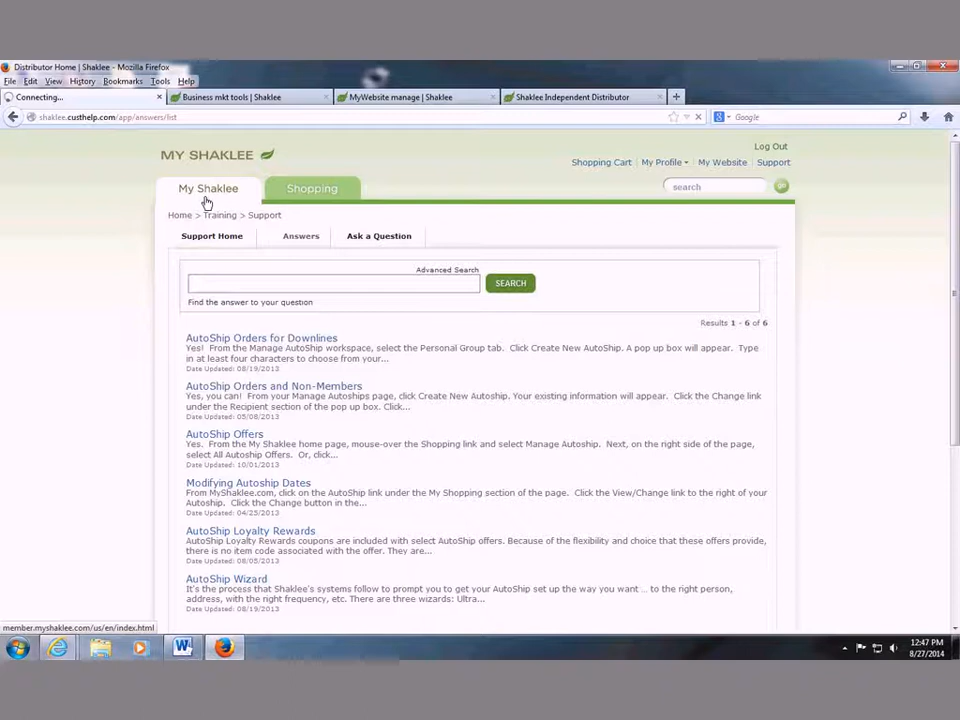 Distributor Home | Shaklee - Mozilla Firefox
File Edit View History Bookmarks Tools Help
Connecting... Business mkt tools | Shaklee MyWebsite manage | Shaklee Shaklee Independent Distributor
shaklee.custhelp.com/app/answers/list Google
Log Out
MY SHAKLEE
Shopping Cart My Profile My Website Support
My Shaklee Shopping search go
Home > Training > Support
Support Home Answers Ask a Question
Advanced Search
SEARCH
Find the answer to your question
Results 1 - 6 of 6
AutoShip Orders for Downlines
Yes! From the Manage AutoShip workspace, select the Personal Group tab. Click Create New AutoShip. A pop up box will appear. Type
in at least four characters to choose from your...
Date Updated: 08/19/2013
AutoShip Orders and Non-Members
Yes, you can! From your Manage Autoships page, click Create New Autoship. Your existing information will appear. Click the Change link
under the Recipient section of the pop up box. Click...
Date Updated: 05/08/2013
AutoShip Offers
Yes. From the My Shaklee home page, mouse-over the Shopping link and select Manage Autoship. Next, on the right side of the page,
select All Autoship Offers. Or, click...
Date Updated: 10/01/2013
Modifying Autoship Dates
From MyShaklee.com, click on the AutoShip link under the My Shopping section of the page. Click the View/Change link to the right of your
Autoship. Click the Change button in the...
Date Updated: 04/25/2013
AutoShip Loyalty Rewards
AutoShip Loyalty Rewards coupons are included with select AutoShip offers. Because of the flexibility and choice that these offers provide,
there is no item code associated with the offer. They are...
Date Updated: 08/05/2013
AutoShip Wizard
It's the process that Shaklee's systems follow to prompt you to get your AutoShip set up the way you want ... to the right person,
address, with the right frequency, etc. There are three wizards: Ultra...
Date Updated: 08/19/2013
member.myshaklee.com/us/en/index.html
12:47 PM
8/27/2014